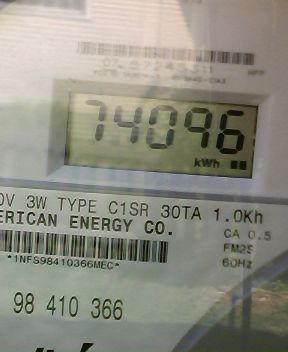 74096
kWh
0V 3W TYPE C1SR 30TA 1.0Kh
ERICAN ENERGY CO.
CA 0.5
FM2S
60Hz
*1NFS98410366MEC*
98 410 366